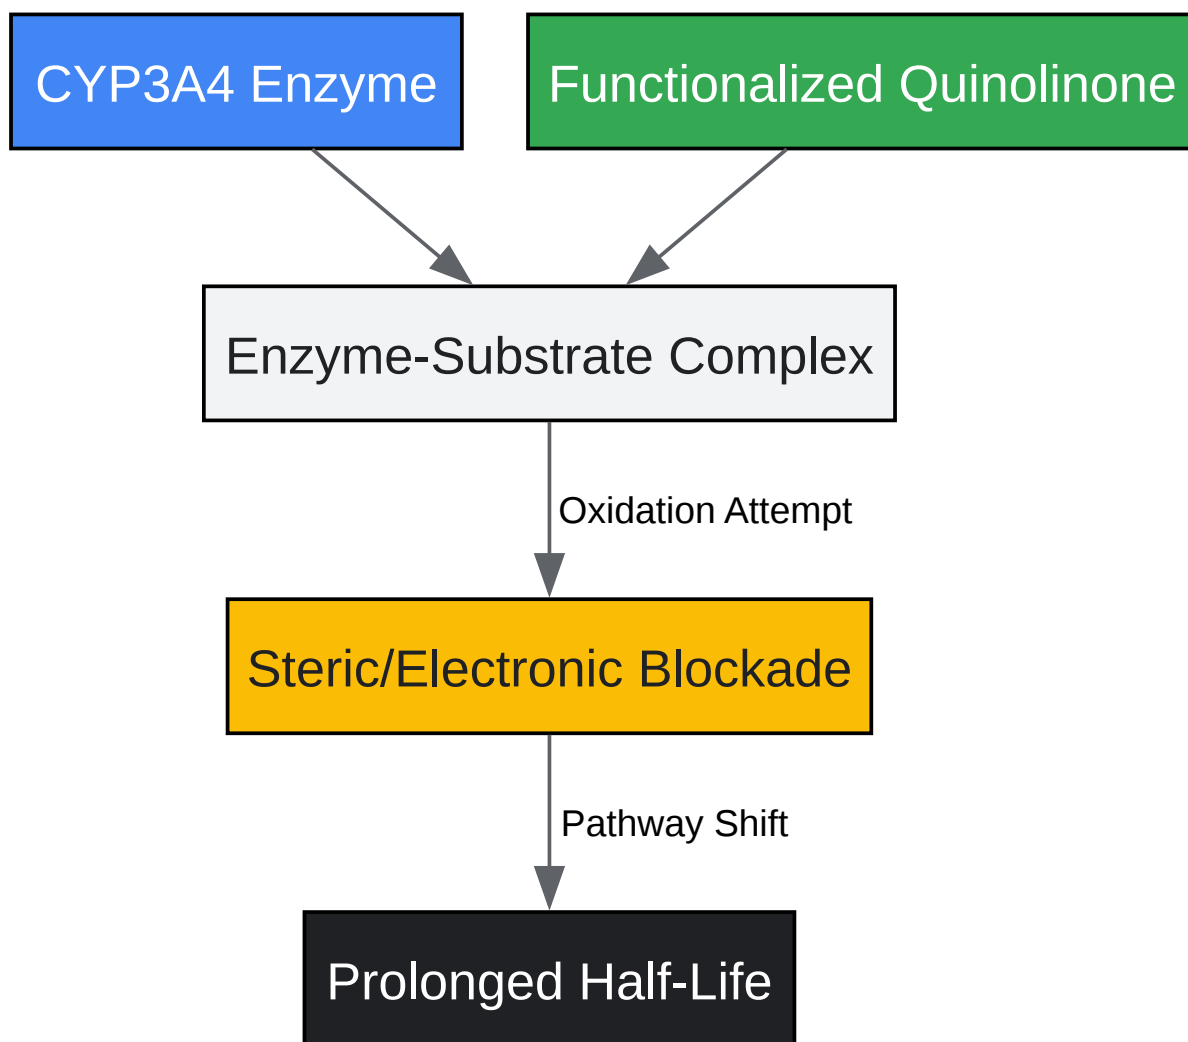 CYP3A4 Enzyme
Functionalized Quinolinone
Enzyme-Substrate Complex
Oxidation Attempt
Steric/Electronic Blockade
Pathway Shift
Prolonged Half-Life